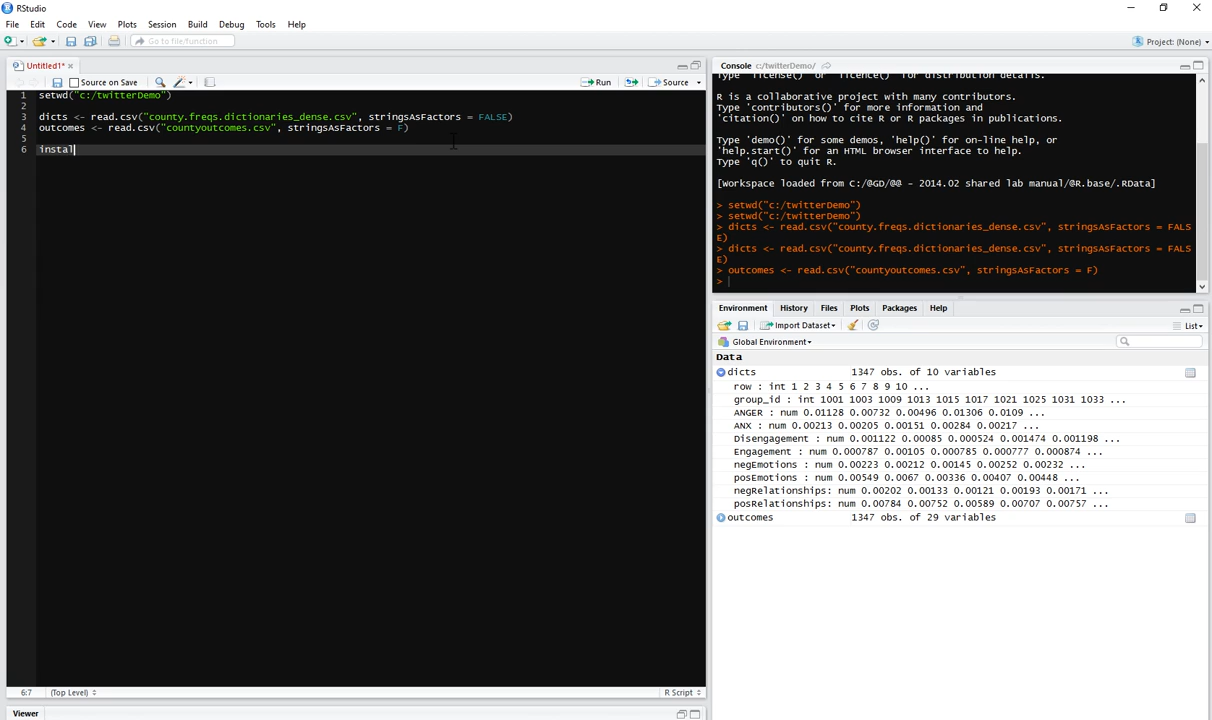 RStudio
File Edit Code View Plots Session Build Debug Tools Help
Go to file/function
Project: (None)
Untitled1*
Source on Save
Run
Source
1 setwd("c:/twitterDemo")
2
3 dicts <- read.csv("county.freqs.dictionaries_dense.csv", stringsAsFactors = FALSE)
4 outcomes <- read.csv("countyoutcomes.csv", stringsAsFactors = F)
5
6 instal
6:7 (Top Level)
R Script
Viewer
Console c:/twitterDemo/
Type 'license()' or 'licence()' for distribution details.
R is a collaborative project with many contributors.
Type 'contributors()' for more information and
'citation()' on how to cite R or R packages in publications.
Type 'demo()' for some demos, 'help()' for on-line help, or
'help.start()' for an HTML browser interface to help.
Type 'q()' to quit R.
[Workspace loaded from C:/@GD/@@ - 2014.02 shared lab manual/@R.base/.RData]
> setwd("c:/twitterDemo")
> setwd("c:/twitterDemo")
> dicts <- read.csv("county.freqs.dictionaries_dense.csv", stringsAsFactors = FALS
E)
> dicts <- read.csv("county.freqs.dictionaries_dense.csv", stringsAsFactors = FALS
E)
> outcomes <- read.csv("countyoutcomes.csv", stringsAsFactors = F)
>
Environment History Files Plots Packages Help
Import Dataset
List
Global Environment
Data
dicts 1347 obs. of 10 variables
row : int 1 2 3 4 5 6 7 8 9 10 ...
group_id : int 1001 1003 1009 1013 1015 1017 1021 1025 1031 1033 ...
ANGER : num 0.01128 0.00732 0.00496 0.01306 0.0109 ...
ANX : num 0.00213 0.00205 0.00151 0.00284 0.00217 ...
Disengagement : num 0.001122 0.00085 0.000524 0.001474 0.001198 ...
Engagement : num 0.000787 0.00105 0.000785 0.000777 0.000874 ...
negEmotions : num 0.00223 0.00212 0.00145 0.00252 0.00232 ...
posEmotions : num 0.00549 0.0067 0.00336 0.00407 0.00448 ...
negRelationships: num 0.00202 0.00133 0.00121 0.00193 0.00171 ...
posRelationships: num 0.00784 0.00752 0.00589 0.00707 0.00757 ...
outcomes 1347 obs. of 29 variables